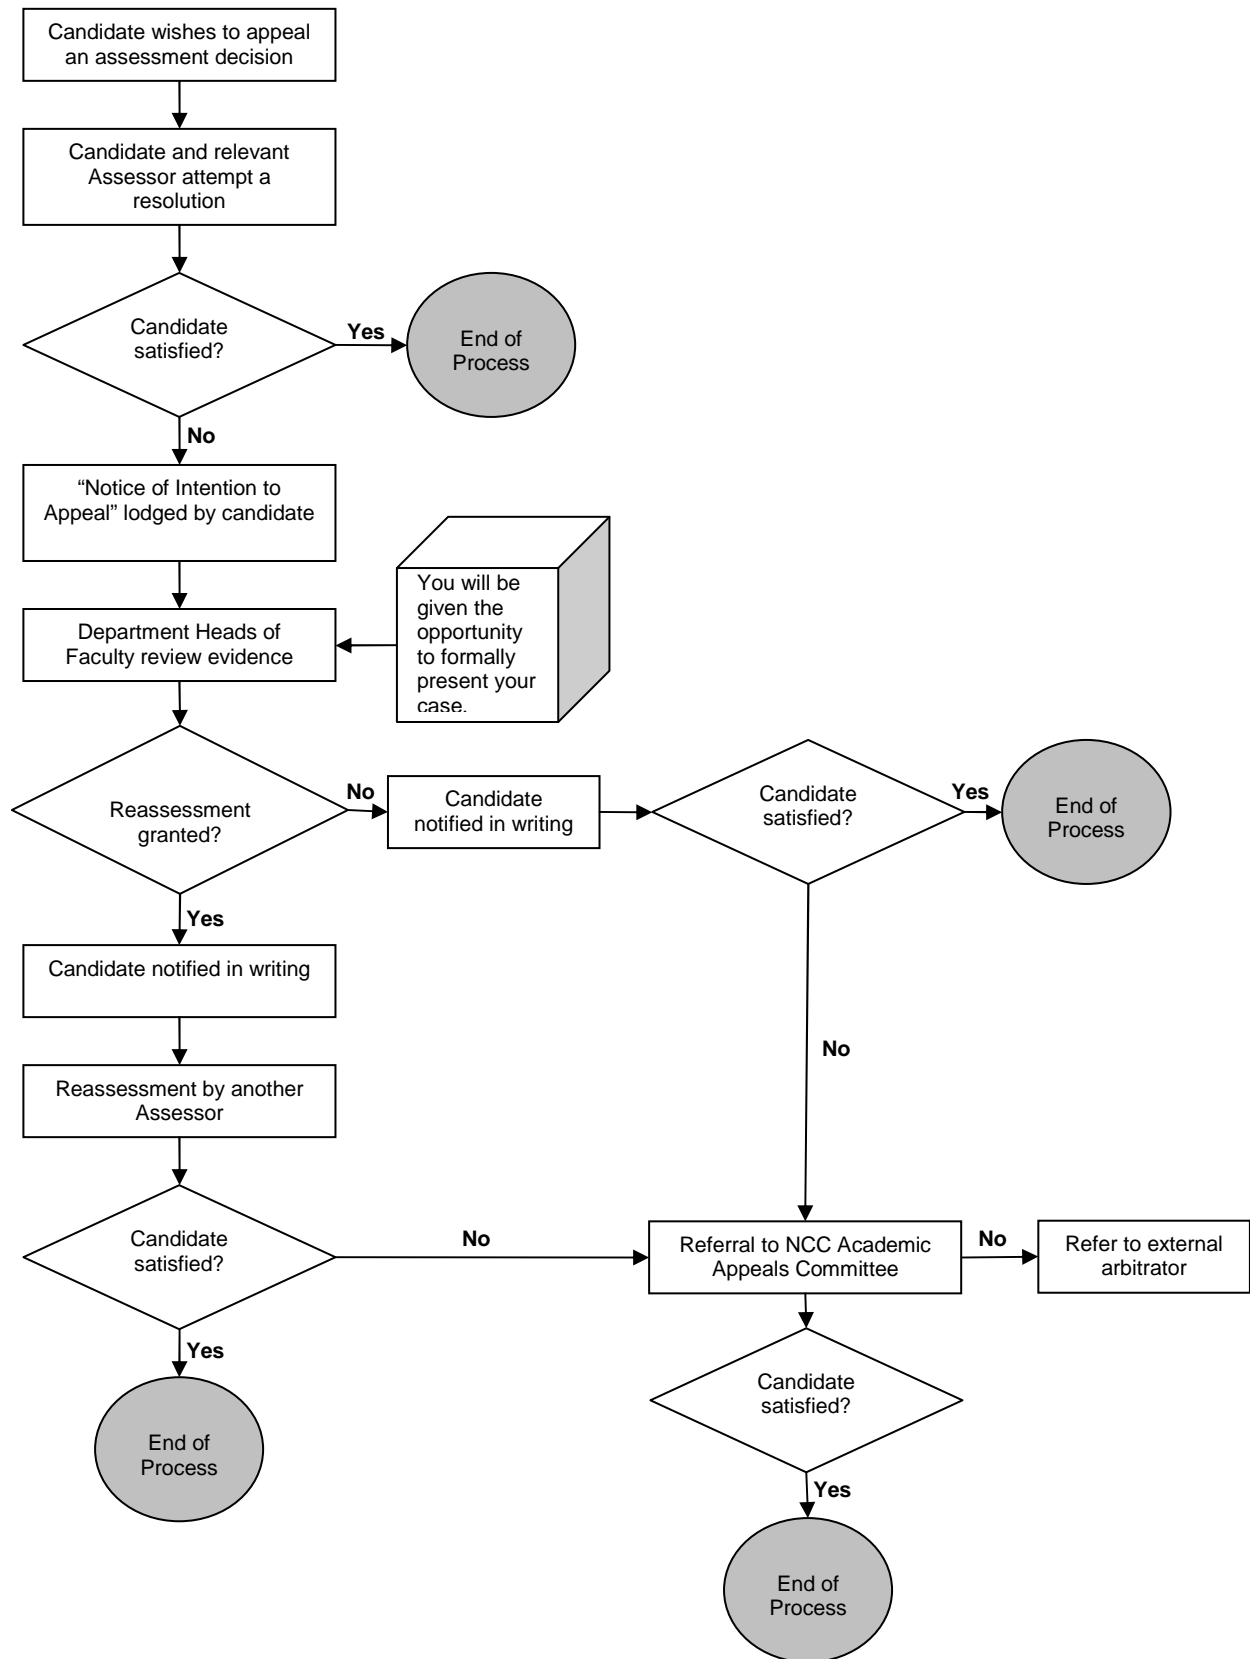 Candidate wishes to appeal
an assessment decision
Candidate and relevant
Assessor attempt a
resolution
Candidate
satisfied?
Yes
End of
Process
No
“Notice of Intention to
Appeal” lodged by candidate
You will be
given the
opportunity
to formally
present your
case.
Department Heads of
Faculty review evidence
Reassessment
granted?
No
Candidate
notified in writing
Candidate
satisfied?
Yes
End of
Process
Yes
Candidate notified in writing
No
Reassessment by another
Assessor
Candidate
satisfied?
No
Referral to NCC Academic
Appeals Committee
No
Refer to external
arbitrator
Yes
End of
Process
Candidate
satisfied?
Yes
End of
Process